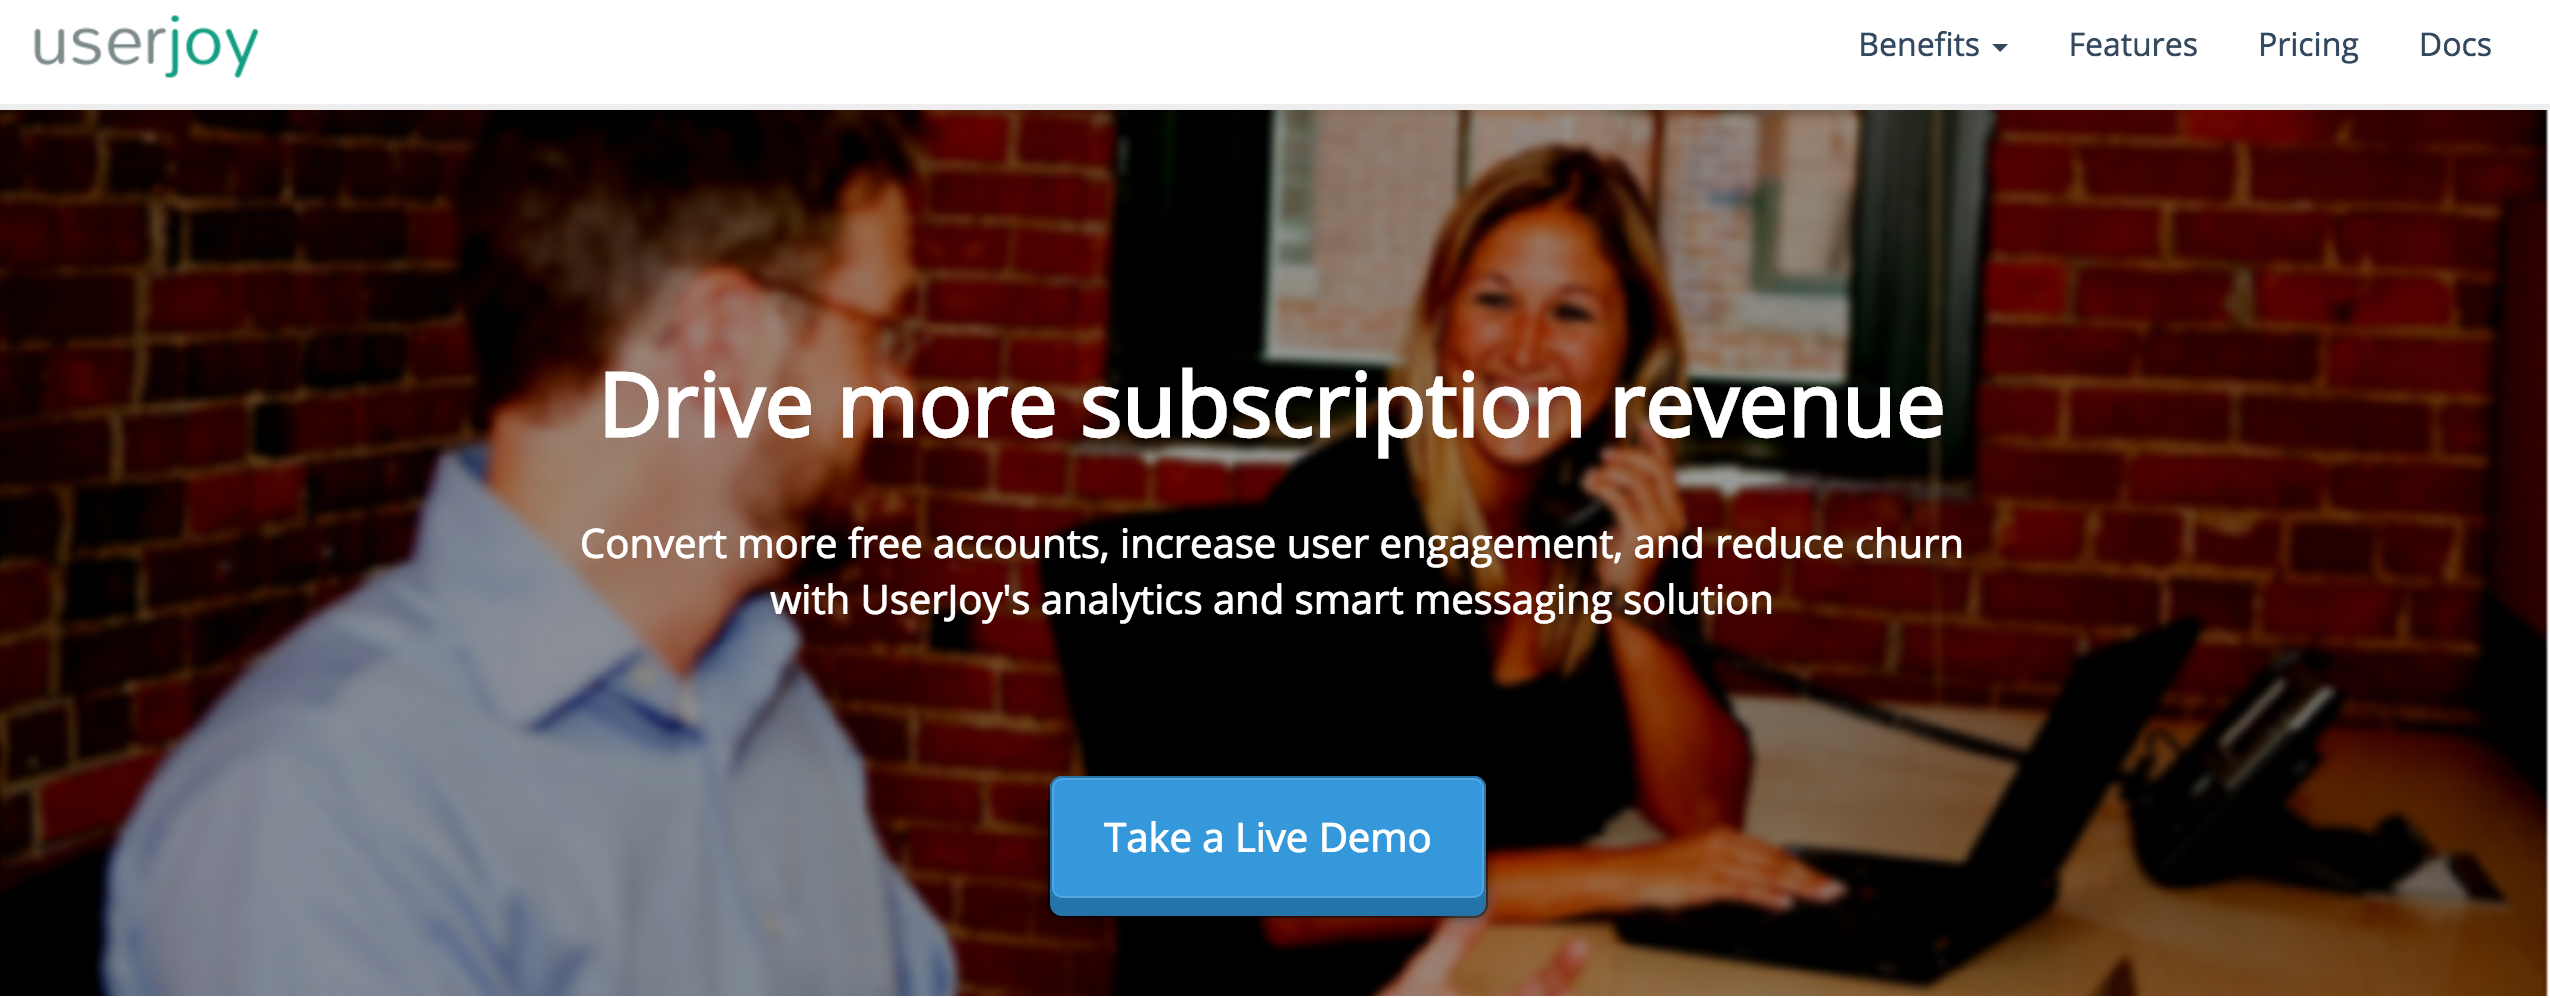 userjoy
Benefits
Features
Pricing
Docs
Drive more subscription revenue
Convert more free accounts, increase user engagement, and reduce churn
with UserJoy's analytics and smart messaging solution
Take a Live Demo